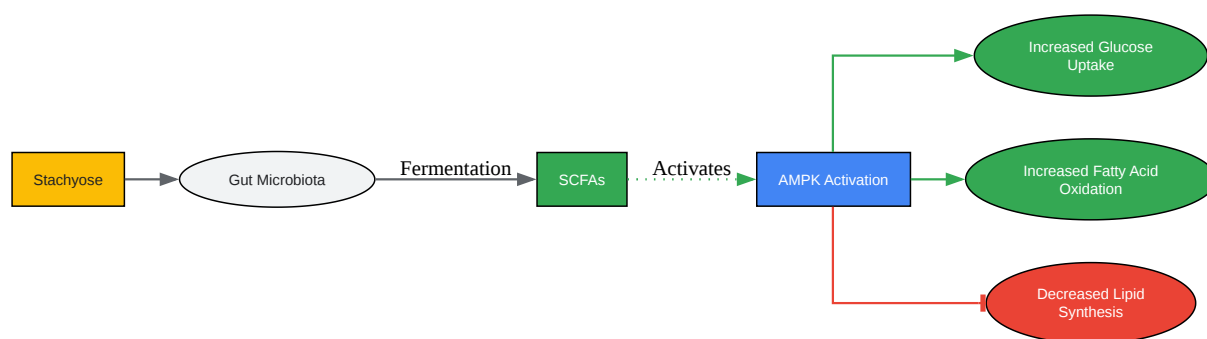 Increased Glucose
Uptake
Stachyose
Gut Microbiota
Fermentation
SCFAs
Activates
AMPK Activation
Increased Fatty Acid
Oxidation
Decreased Lipid
Synthesis